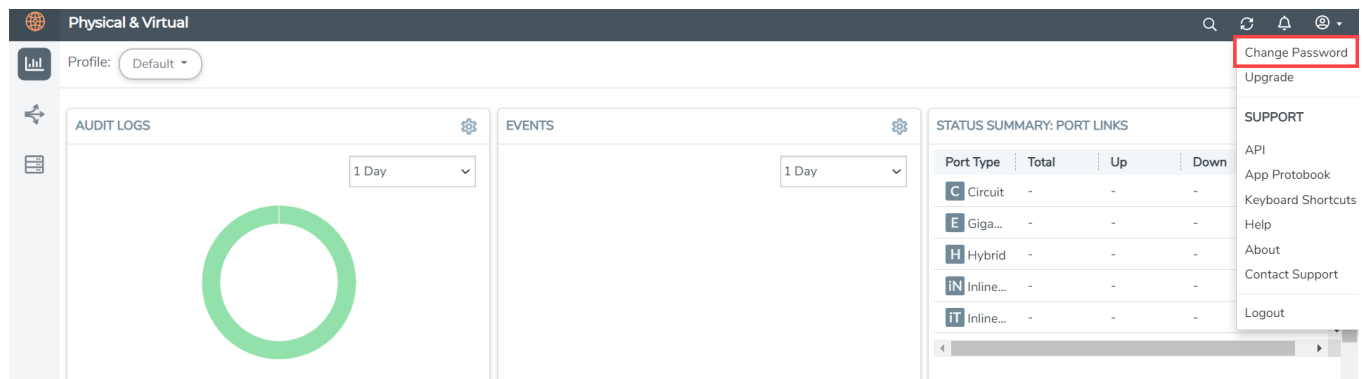 Physical & Virtual
Profile: Default
Change Password
Upgrade
SUPPORT
API
App Protobook
Keyboard Shortcuts
Help
About
Contact Support
Logout
AUDIT LOGS
1 Day
EVENTS
1 Day
STATUS SUMMARY: PORT LINKS
Port Type Total Up Down
C Circuit - - -
E Giga... - - -
H Hybrid - - -
iN Inline... - - -
iT Inline... - - -